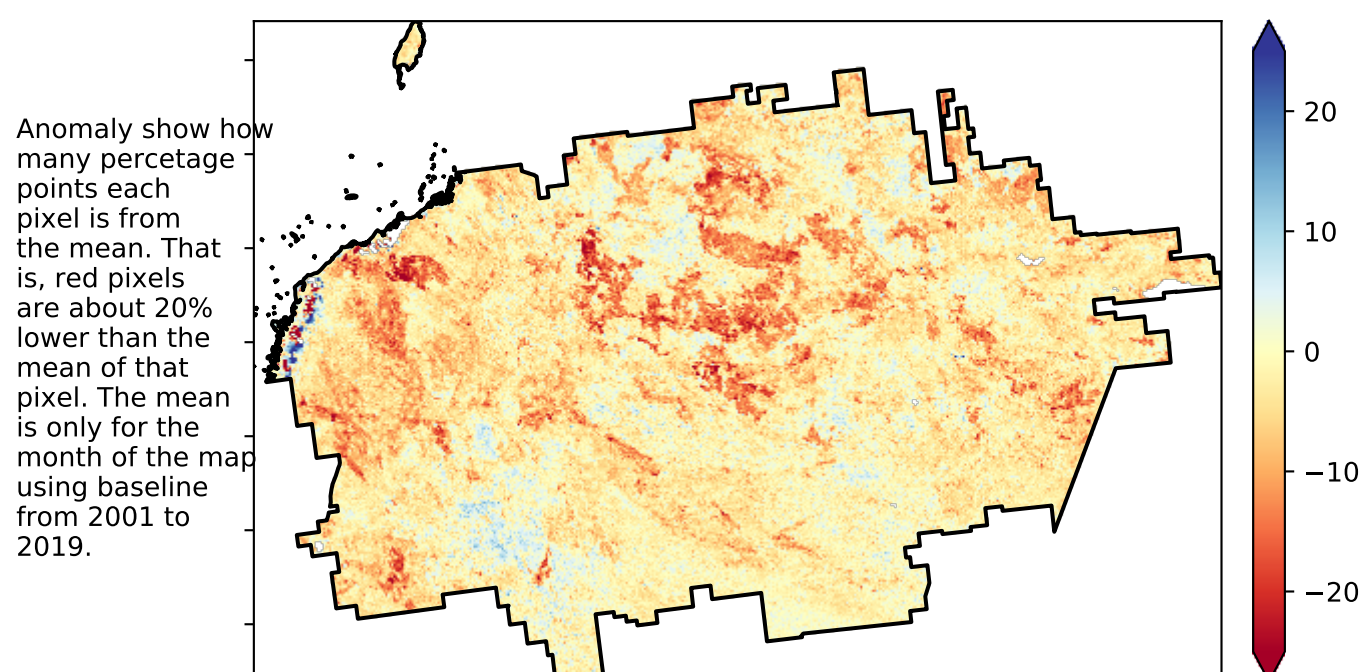 Anomaly show how
many percetage
points each
pixel is from
the mean. That
is, red pixels
are about 20%
lower than the
mean of that
pixel. The mean
is only for the
month of the map
using baseline
from 2001 to
2019.
20
10
0
−10
−20